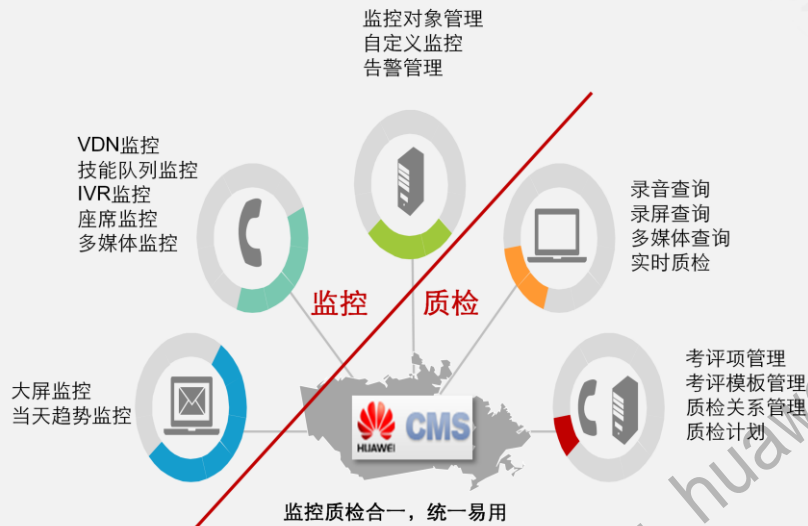 监控对象管理
自定义监控
告警管理
VDN监控
技能队列监控
IVR监控
座席监控
多媒体监控
录音查询
录屏查询
多媒体查询
实时质检
监控
质检
大屏监控
当天趋势监控
考评项管理
考评模板管理
质检关系管理
质检计划
HUAWEI
CMS
监控质检合一，统一易用
huaw